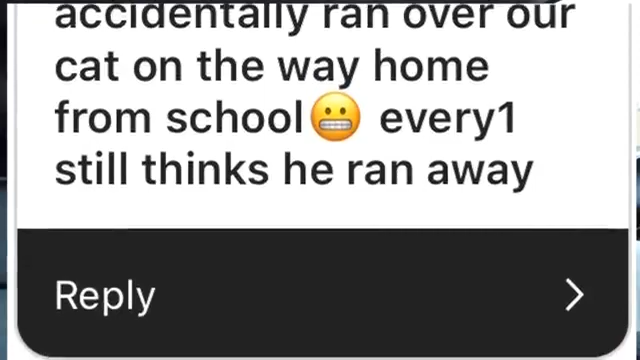 accidentally ran over our
cat on the way home
from school😬 every1
still thinks he ran away
Reply